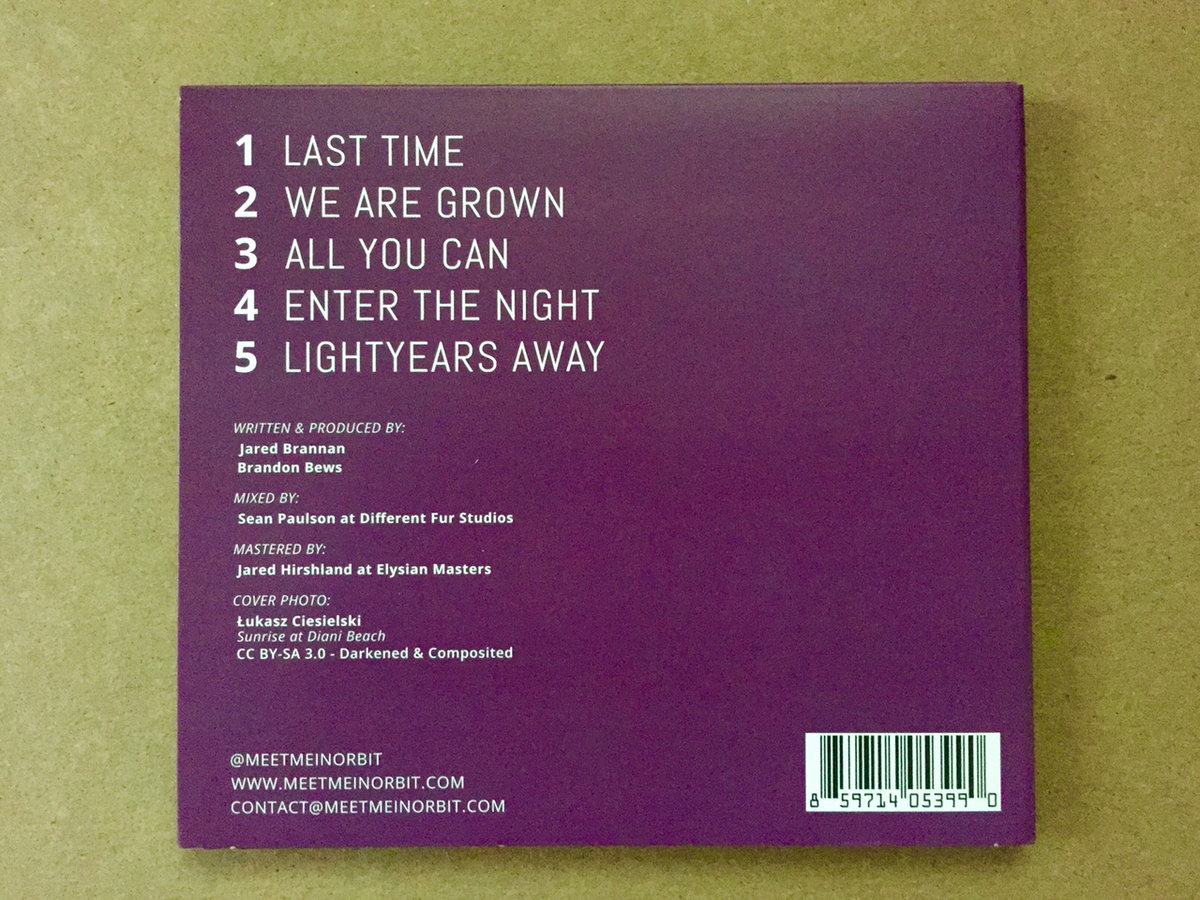 1 LAST TIME
2 WE ARE GROWN
3 ALL YOU CAN
4 ENTER THE NIGHT
5 LIGHTYEARS AWAY
WRITTEN & PRODUCED BY:
Jared Brannan
Brandon Bews
MIXED BY:
Sean Paulson at Different Fur Studios
MASTERED BY:
Jared Hirshland at Elysian Masters
COVER PHOTO:
Łukasz Ciesielski
Sunrise at Diani Beach
CC BY-SA 3.0 - Darkened & Composited
@MEETMEINORBIT
WWW.MEETMEINORBIT.COM
CONTACT@MEETMEINORBIT.COM
8 59714 05399 0